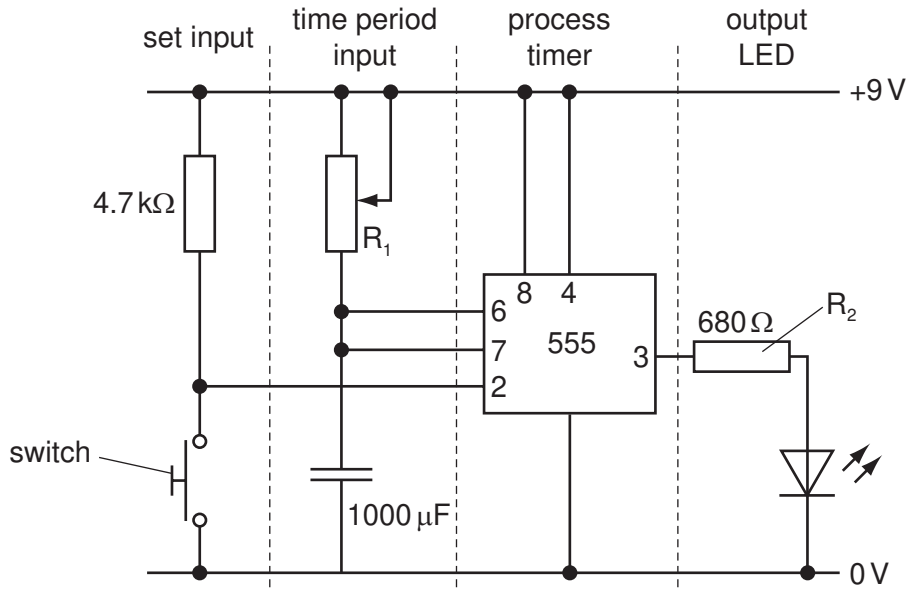 set input
time period
input
process
timer
output
LED
+9 V
4.7 kΩ
R1
8
4
6
7
2
555
3
680 Ω
R2
switch
1000 μF
0 V